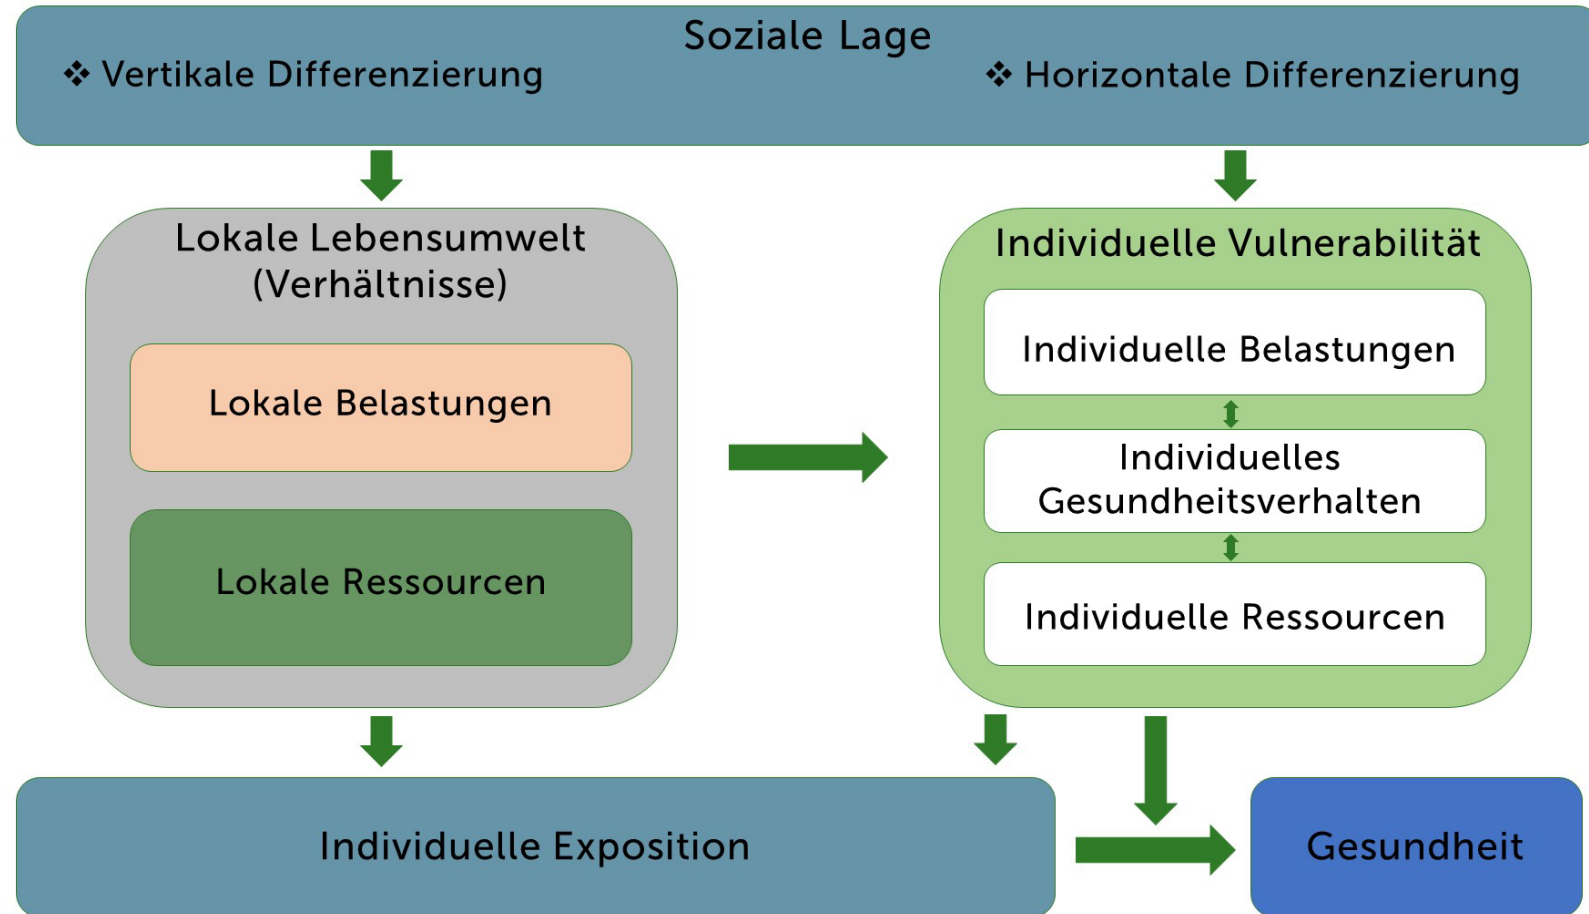 Soziale Lage
❖ Vertikale Differenzierung
❖ Horizontale Differenzierung
Lokale Lebensumwelt
(Verhältnisse)
Lokale Belastungen
Lokale Ressourcen
Individuelle Vulnerabilität
Individuelle Belastungen
Individuelles
Gesundheitsverhalten
Individuelle Ressourcen
Individuelle Exposition
Gesundheit